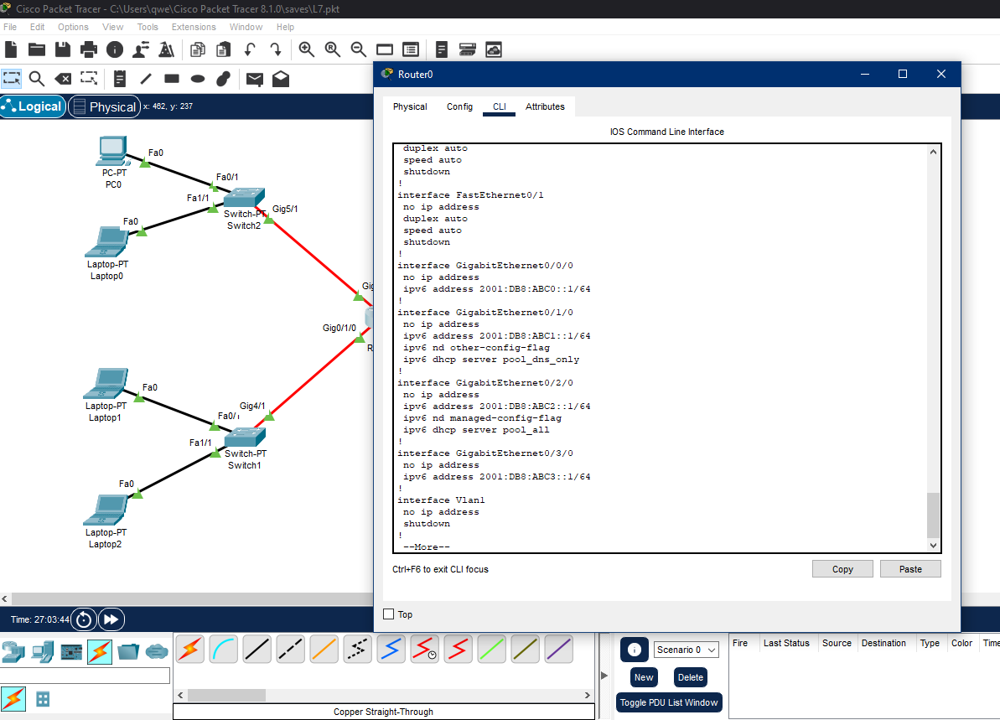 Cisco Packet Tracer - C:\Users\qwe\Cisco Packet Tracer 8.1.0\saves\L7.pkt
File Edit Options View Tools Extensions Window Help
Logical Physical x: 462, y: 237
PC-PT
PC0
Fa0
Fa0/1
Fa1/1
Switch-PT
Switch2
Gig5/1
Fa0
Laptop-PT
Laptop0
Gig0/1/0
Fa0
Laptop-PT
Laptop1
Gig4/1
Fa1/1
Switch-PT
Switch1
Fa0
Laptop-PT
Laptop2
Router0
Physical Config CLI Attributes
IOS Command Line Interface
duplex auto
speed auto
shutdown
!
interface FastEthernet0/1
no ip address
duplex auto
speed auto
shutdown
!
interface GigabitEthernet0/0/0
no ip address
ipv6 address 2001:DB8:ABC0::1/64
!
interface GigabitEthernet0/1/0
no ip address
ipv6 address 2001:DB8:ABC1::1/64
ipv6 nd other-config-flag
ipv6 dhcp server pool_dns_only
!
interface GigabitEthernet0/2/0
no ip address
ipv6 address 2001:DB8:ABC2::1/64
ipv6 nd managed-config-flag
ipv6 dhcp server pool_all
!
interface GigabitEthernet0/3/0
no ip address
ipv6 address 2001:DB8:ABC3::1/64
!
interface Vlan1
no ip address
shutdown
!
--More--
Ctrl+F6 to exit CLI focus
Copy Paste
Top
Time: 27:03:44
Copper Straight-Through
Scenario 0
New Delete
Toggle PDU List Window
Fire Last Status Source Destination Type Color